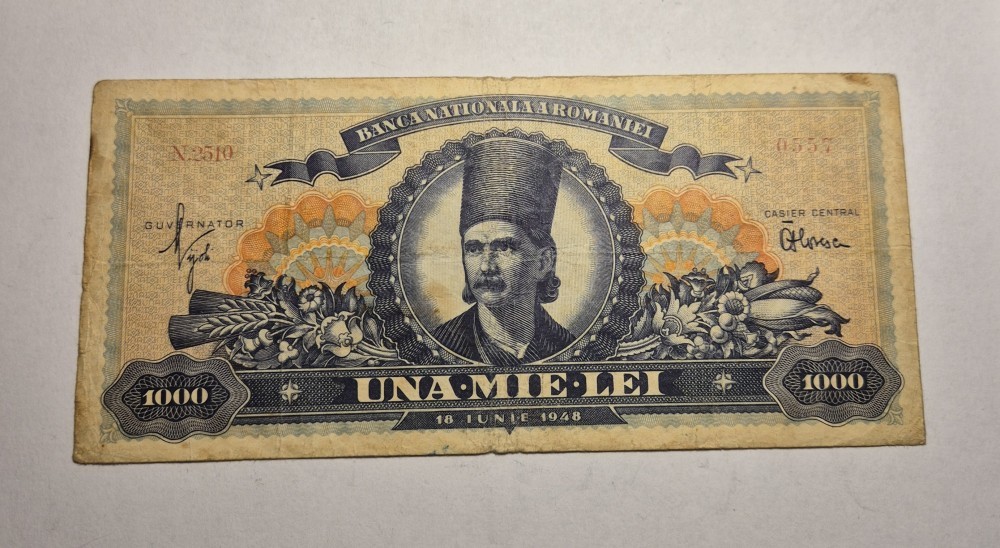 BANCA NATIONALA A ROMANIEI
N.2510
0557
GUVERNATOR
CASIER CENTRAL
1000
UNA·MIE·LEI
1000
18 IUNIE 1948